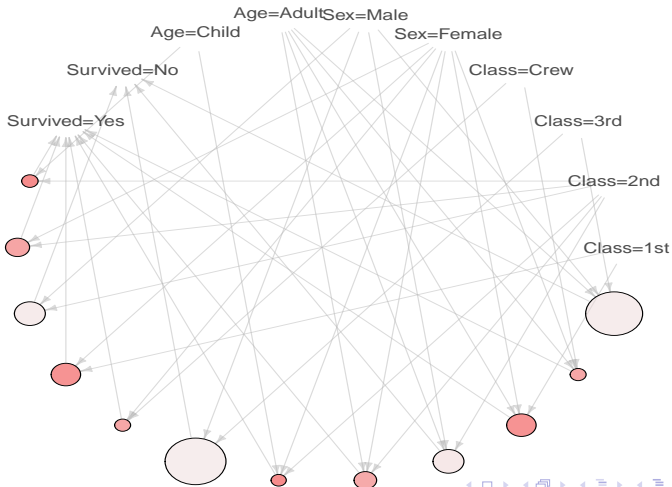 Age=Adult
Sex=Male
Age=Child
Sex=Female
Survived=No
Class=Crew
Survived=Yes
Class=3rd
Class=2nd
Class=1st